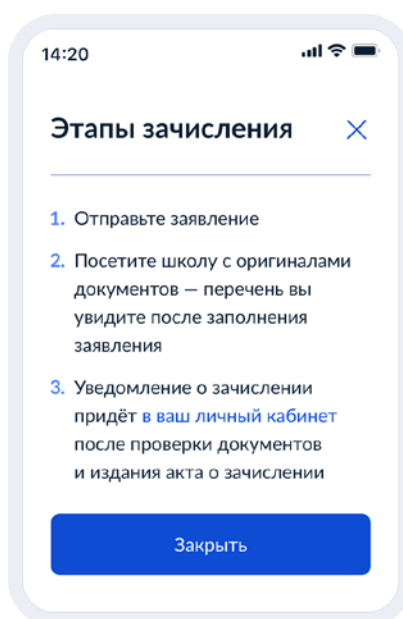 14:20
Этапы зачисления
1. Отправьте заявление
2. Посетите школу с оригиналами
документов — перечень вы
увидите после заполнения
заявления
3. Уведомление о зачислении
придёт в ваш личный кабинет
после проверки документов
и издания акта о зачислении
Закрыть